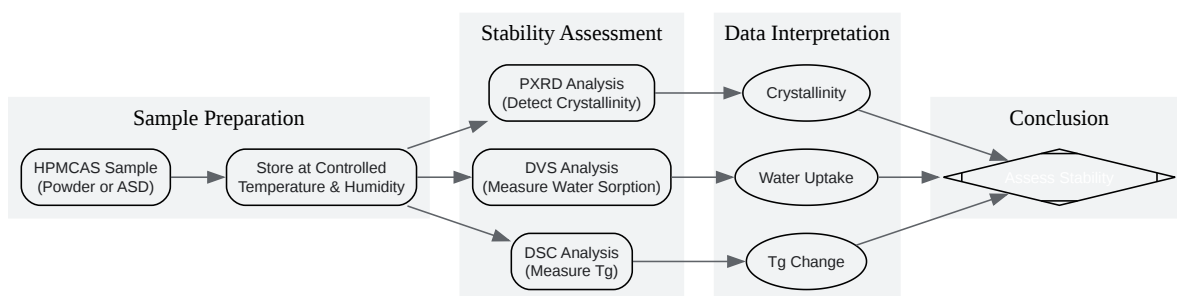 Sample Preparation
HPMCAS Sample
(Powder or ASD)
Store at Controlled
Temperature & Humidity
Stability Assessment
PXRD Analysis
(Detect Crystallinity)
DVS Analysis
(Measure Water Sorption)
DSC Analysis
(Measure Tg)
Data Interpretation
Crystallinity
Water Uptake
Tg Change
Conclusion
Assess Stability